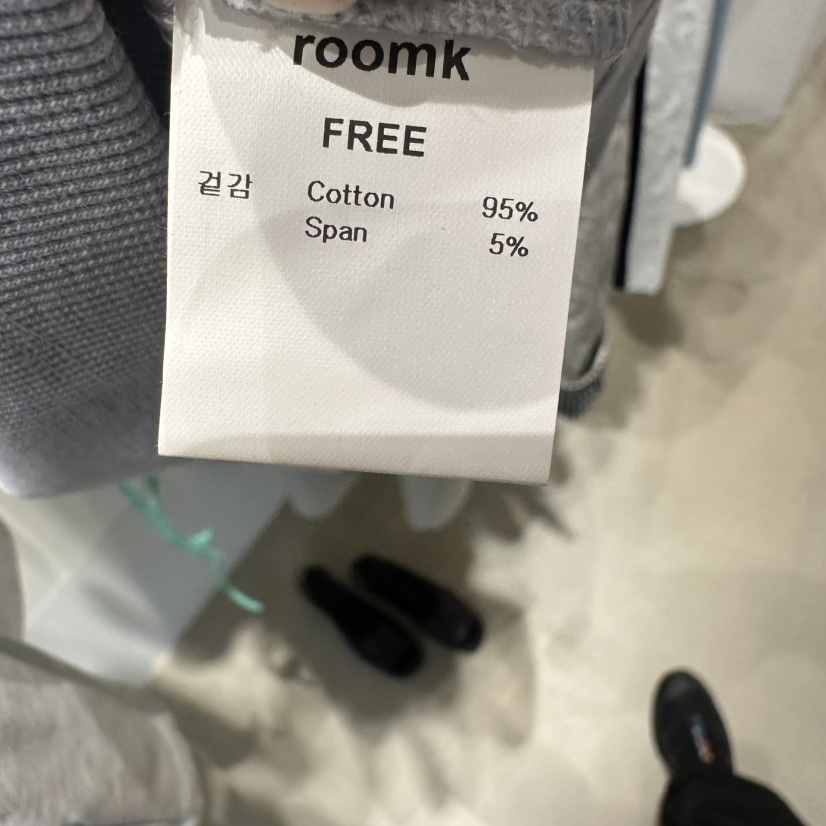 roomk
FREE
겉감 Cotton 95%
Span 5%